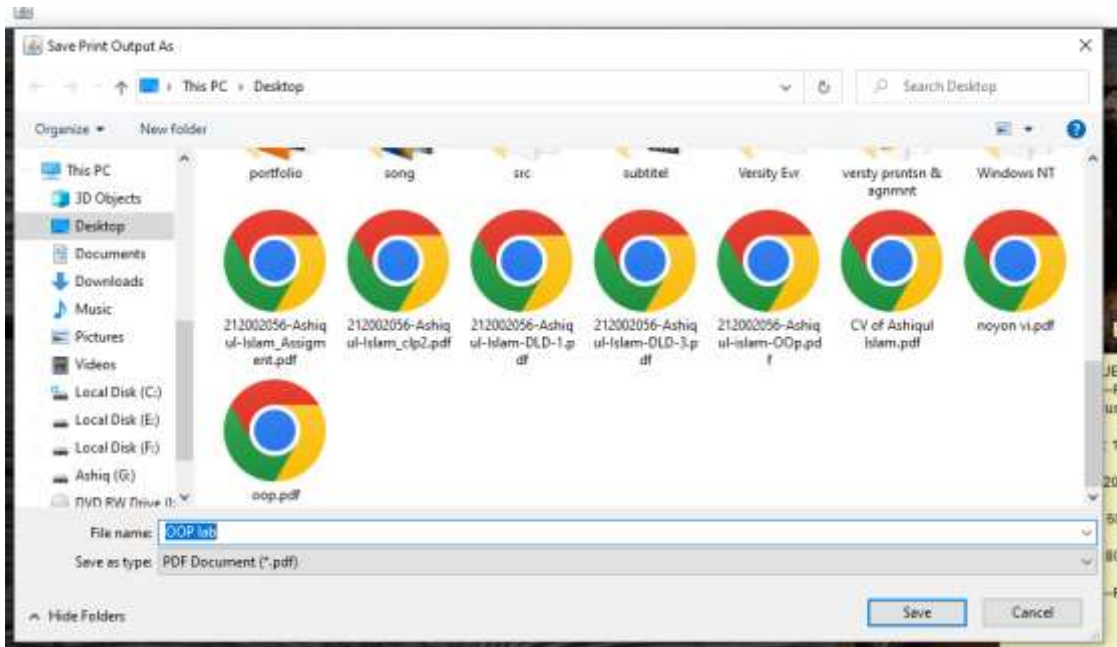 Save Print Output As
This PC
Desktop
Search Desktop
Organize
New folder
This PC
3D Objects
Desktop
Documents
Downloads
Music
Pictures
Videos
Local Disk (C:)
Local Disk (E:)
Local Disk (F:)
Ashiq (G:)
DVD RW Drive
portfolio
song
src
subtitel
Versity Evr
versty prsntsn &
agnmnt
Windows NT
212002056-Ashiq
ul-Islam_Assigm
ent.pdf
212002056-Ashiq
ul-Islam_clp2.pdf
212002056-Ashiq
ul-Islam-DLD-1.p
df
212002056-Ashiq
ul-Islam-DLD-3.p
df
212002056-Ashiq
ul-islam-OOp.pd
f
CV of Ashiqul
Islam.pdf
noyon vi.pdf
oop.pdf
File name:
OOP lab
Save as type:
PDF Document (*.pdf)
Hide Folders
Save
Cancel